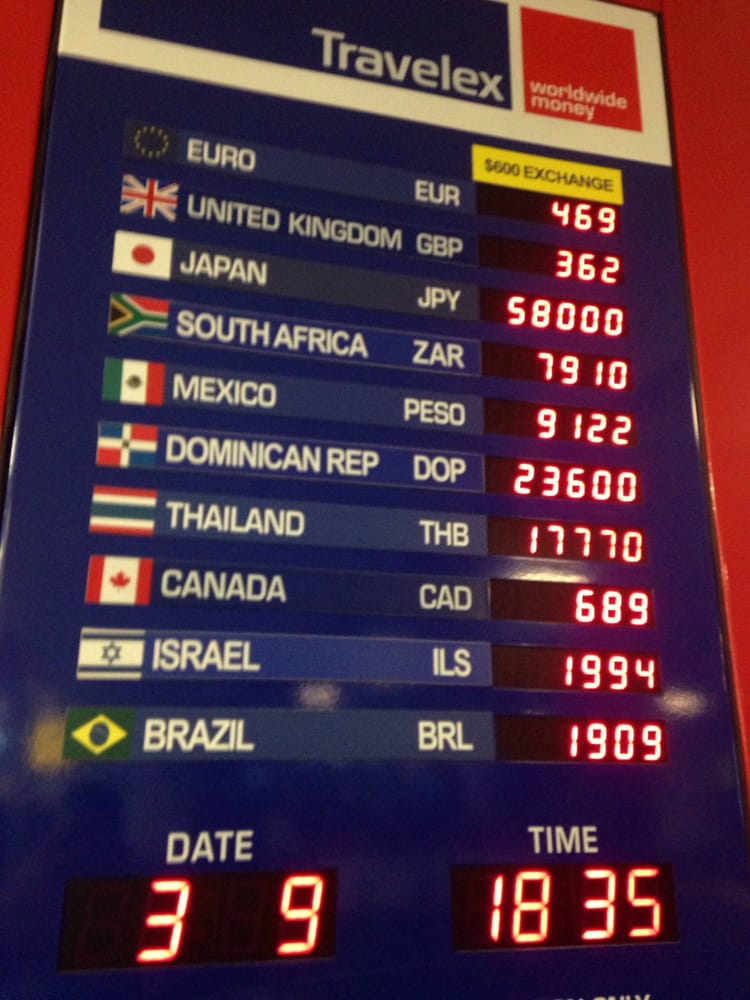 Travelex
worldwide
money
$600 EXCHANGE
EURO EUR 469
UNITED KINGDOM GBP 362
JAPAN JPY 58000
SOUTH AFRICA ZAR 7910
MEXICO PESO 9122
DOMINICAN REP DOP 23600
THAILAND THB 17770
CANADA CAD 689
ISRAEL ILS 1994
BRAZIL BRL 1909
DATE TIME
3 9 18 35
ONLY